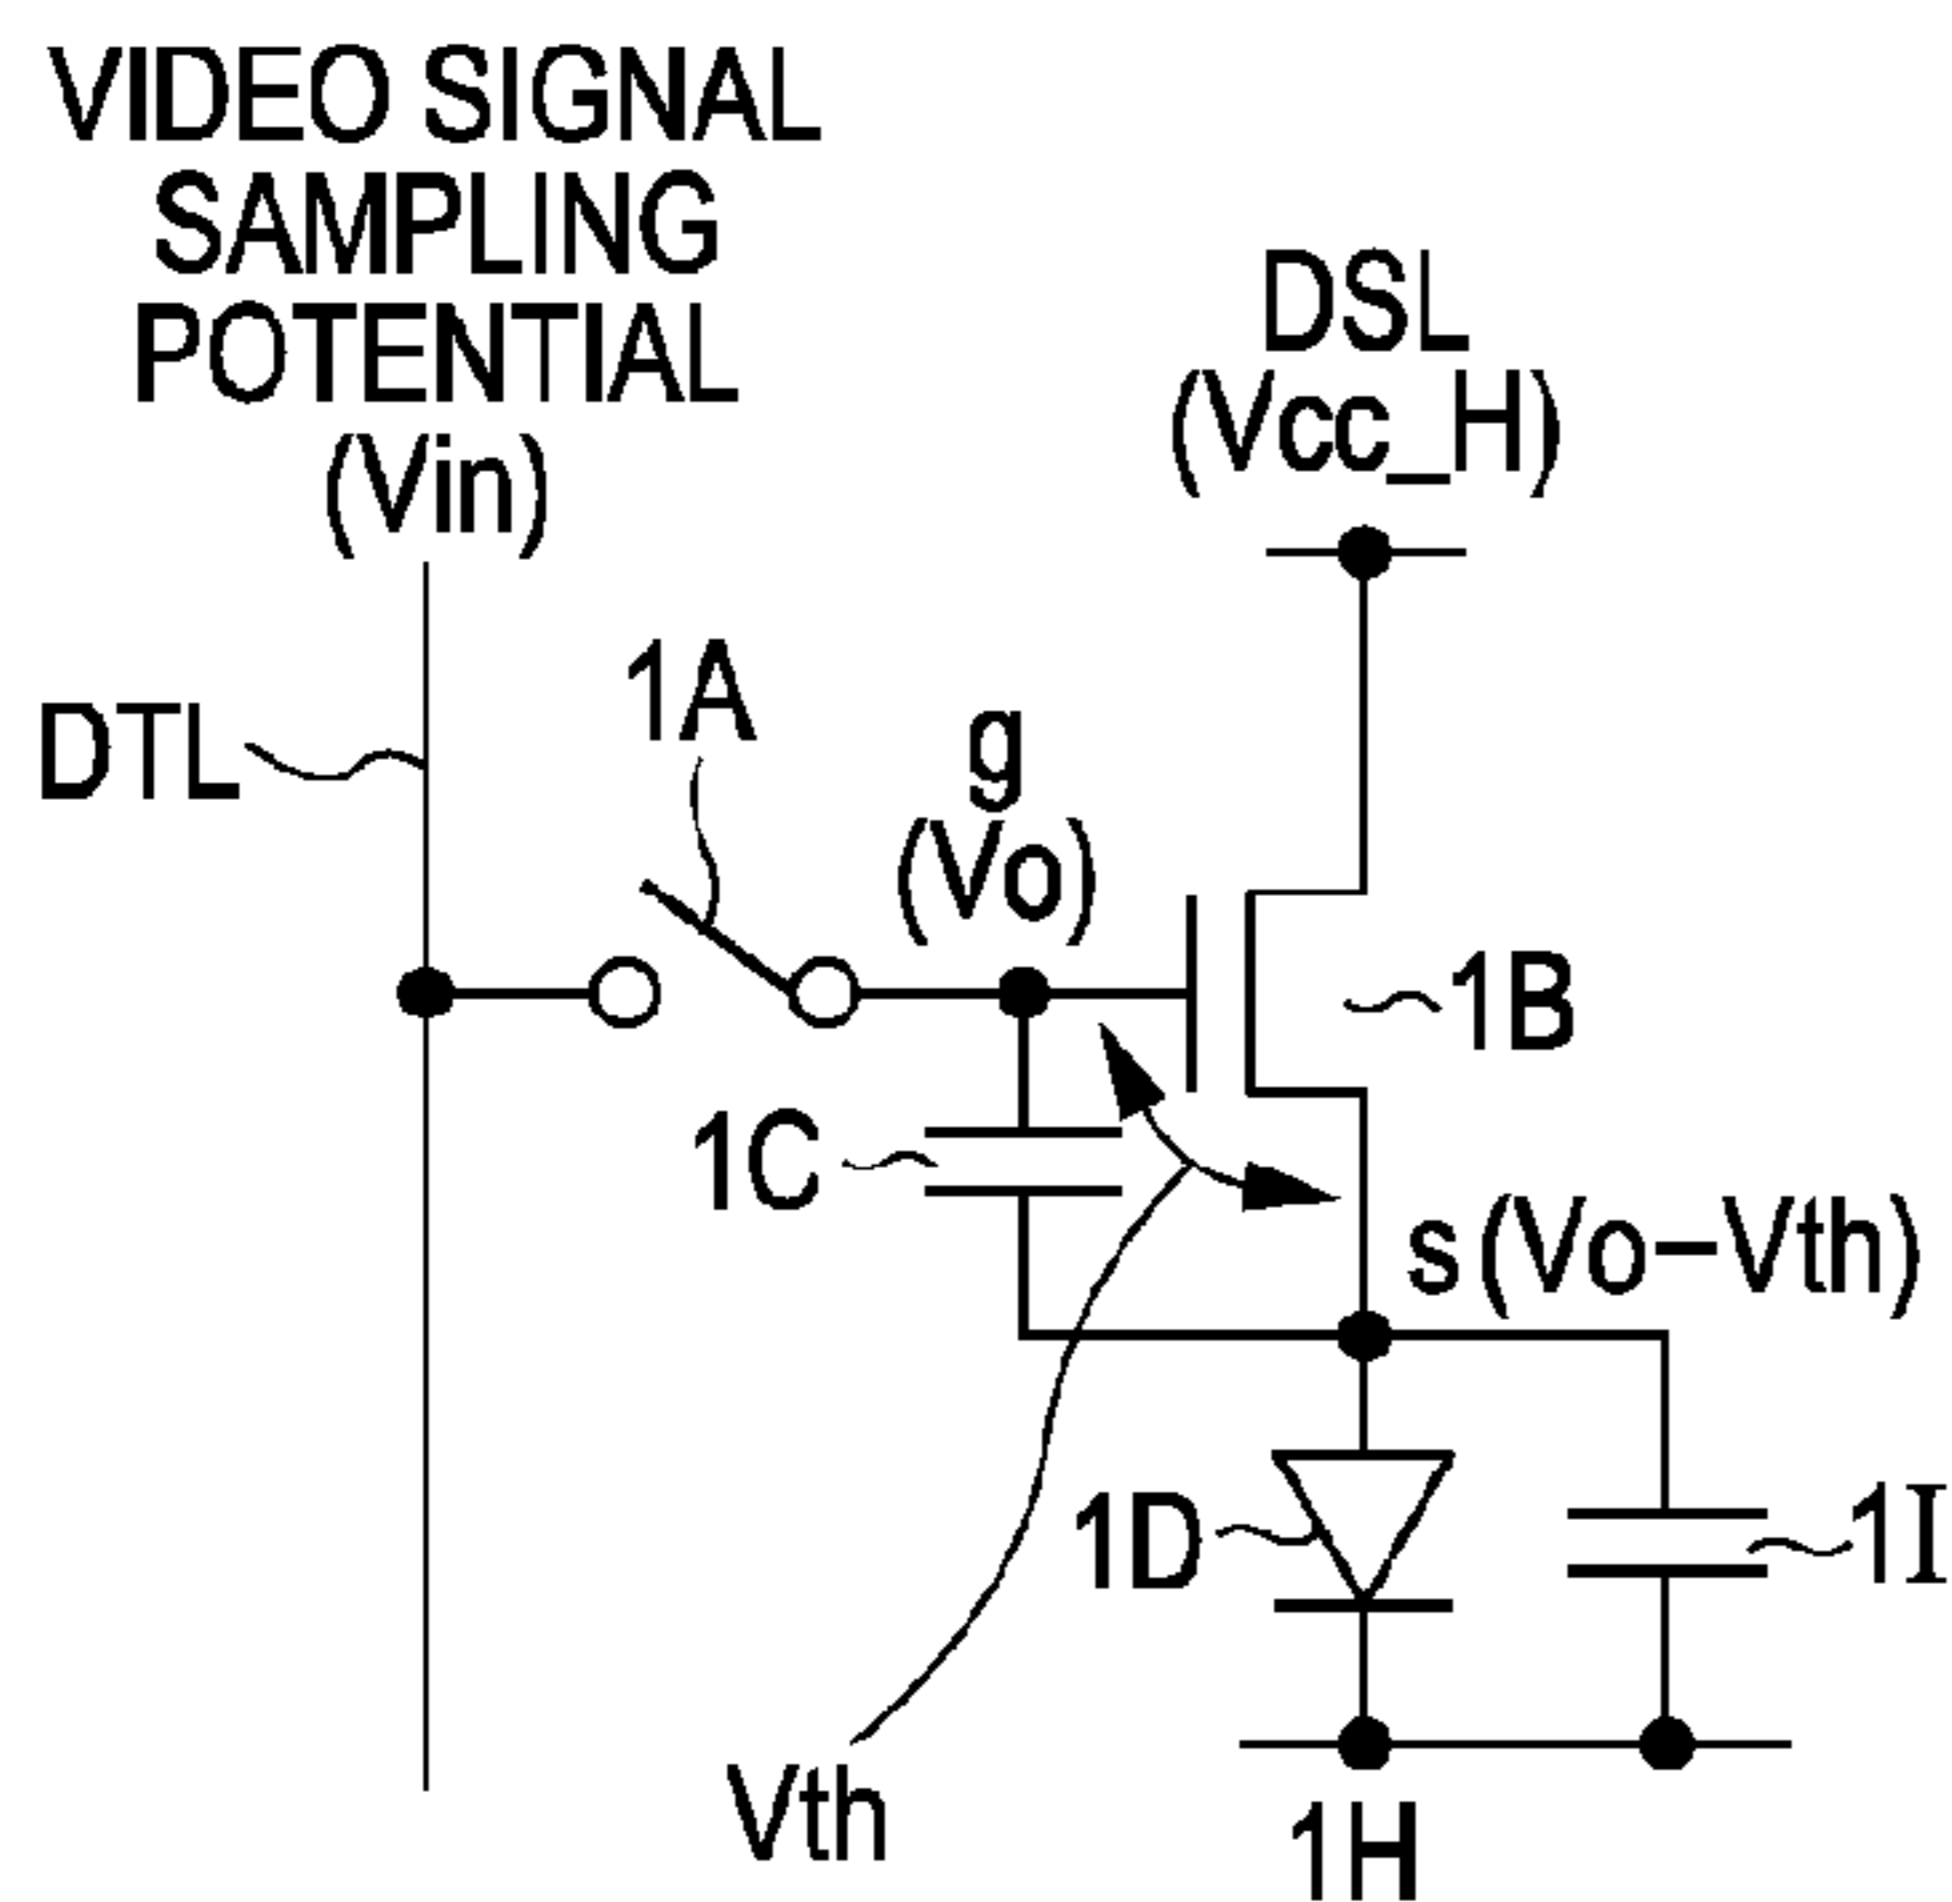 VIDEO SIGNAL
SAMPLING
POTENTIAL
(Vin)
DSL
(Vcc_H)
1A
DTL
g
(Vo)
1B
1C
s(Vo−Vth)
1D
1I
Vth
1H